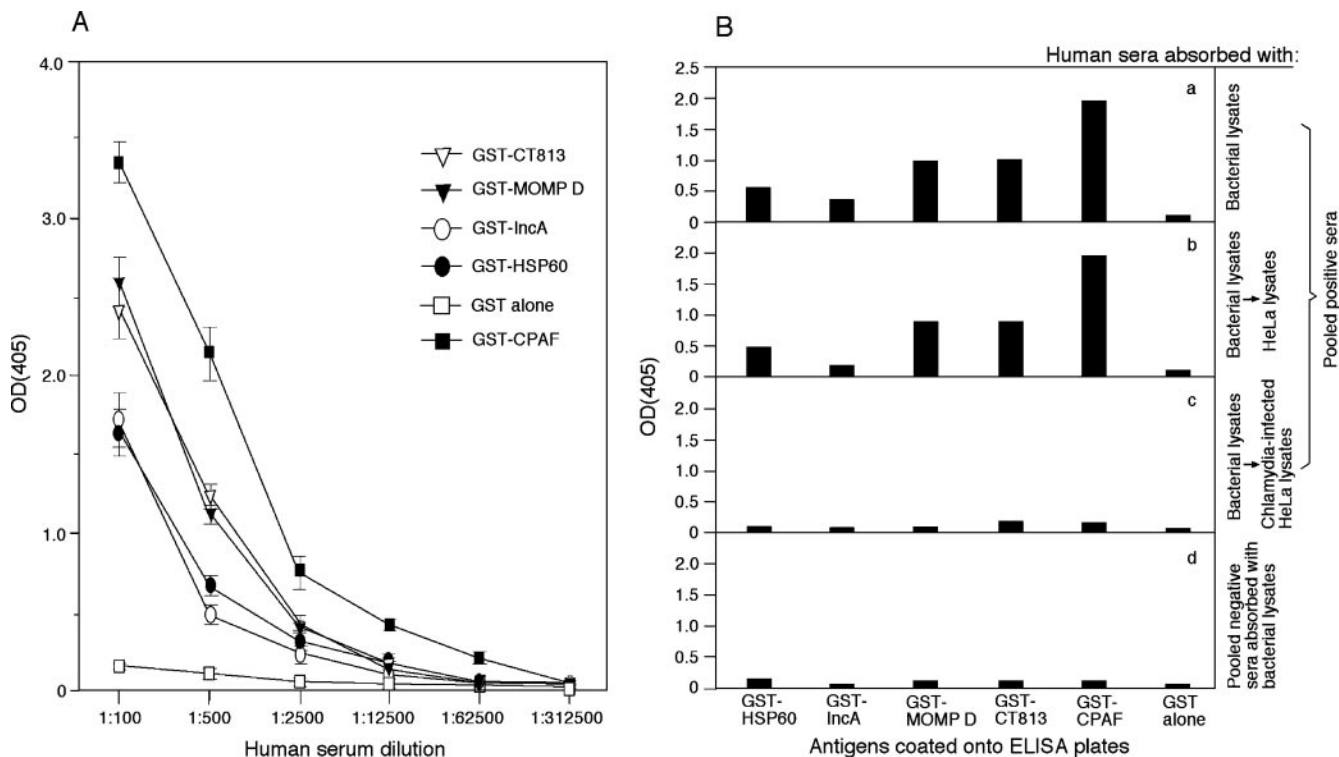 A
4.0
3.0
2.0
1.0
0
OD(405)
GST-CT813
GST-MOMP D
GST-IncA
GST-HSP60
GST alone
GST-CPAF
1:100 1:500 1:2500 1:12500 1:62500 1:312500
Human serum dilution
B
Human sera absorbed with:
2.5
2.0
1.5
1.0
0.5
0
a
Bacterial lysates
2.0
1.5
1.0
0.5
0
b
Bacterial lysates
→
HeLa lysates
2.0
1.5
1.0
0.5
0
c
Bacterial lysates
→
Chlamydia-infected
HeLa lysates
Pooled positive sera
2.0
1.5
1.0
0.5
0
d
Pooled negative
sera absorbed with
bacterial lysates
OD(405)
GST- GST- GST- GST- GST- GST
HSP60 IncA MOMP D CT813 CPAF alone
Antigens coated onto ELISA plates